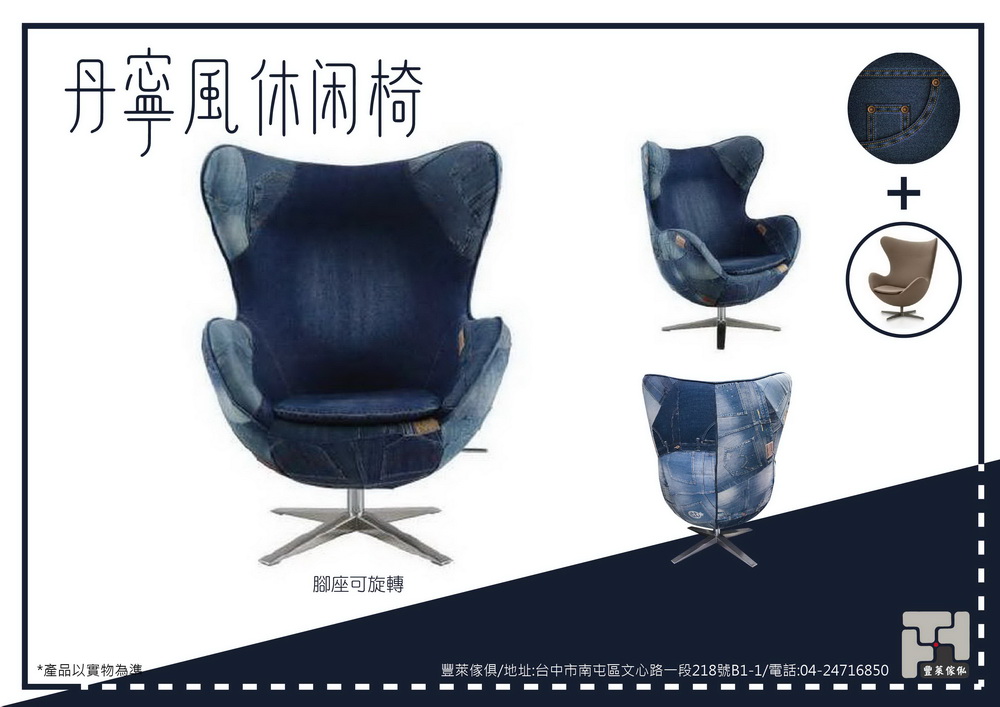 丹寧風休闲椅
腳座可旋轉
*產品以實物為準
豐萊傢俱/地址:台中市南屯區文心路一段218號B1-1/電話:04-24716850
豐萊傢俬